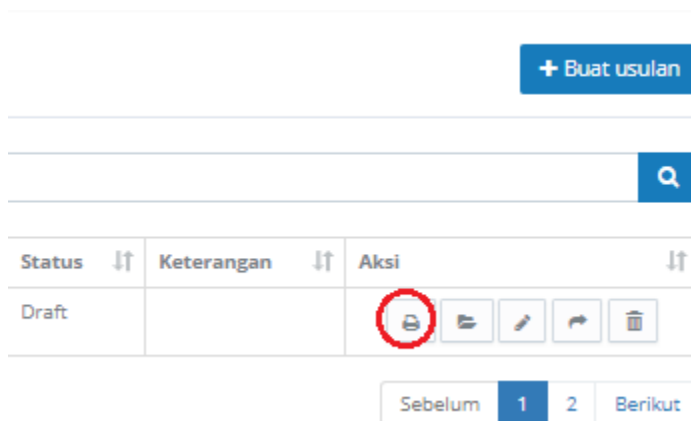 + Buat usulan
Status Keterangan Aksi
Draft
Sebelum 1 2 Berikut